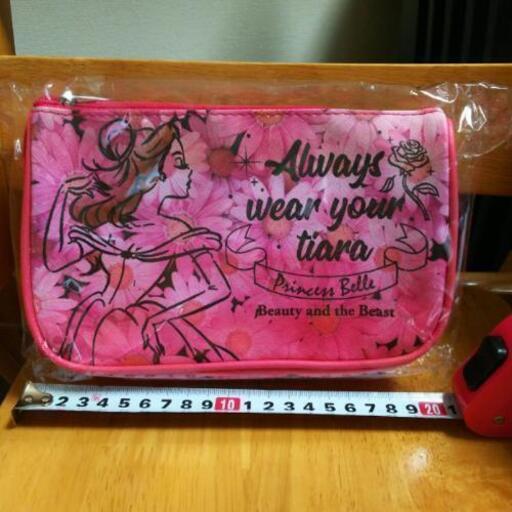 Always
wear your
tiara
Princess Belle
Beauty and the Beast
2 3 4 5 6 7 8 9 10 1 2 3 4 5 6 7 8 9 20 1